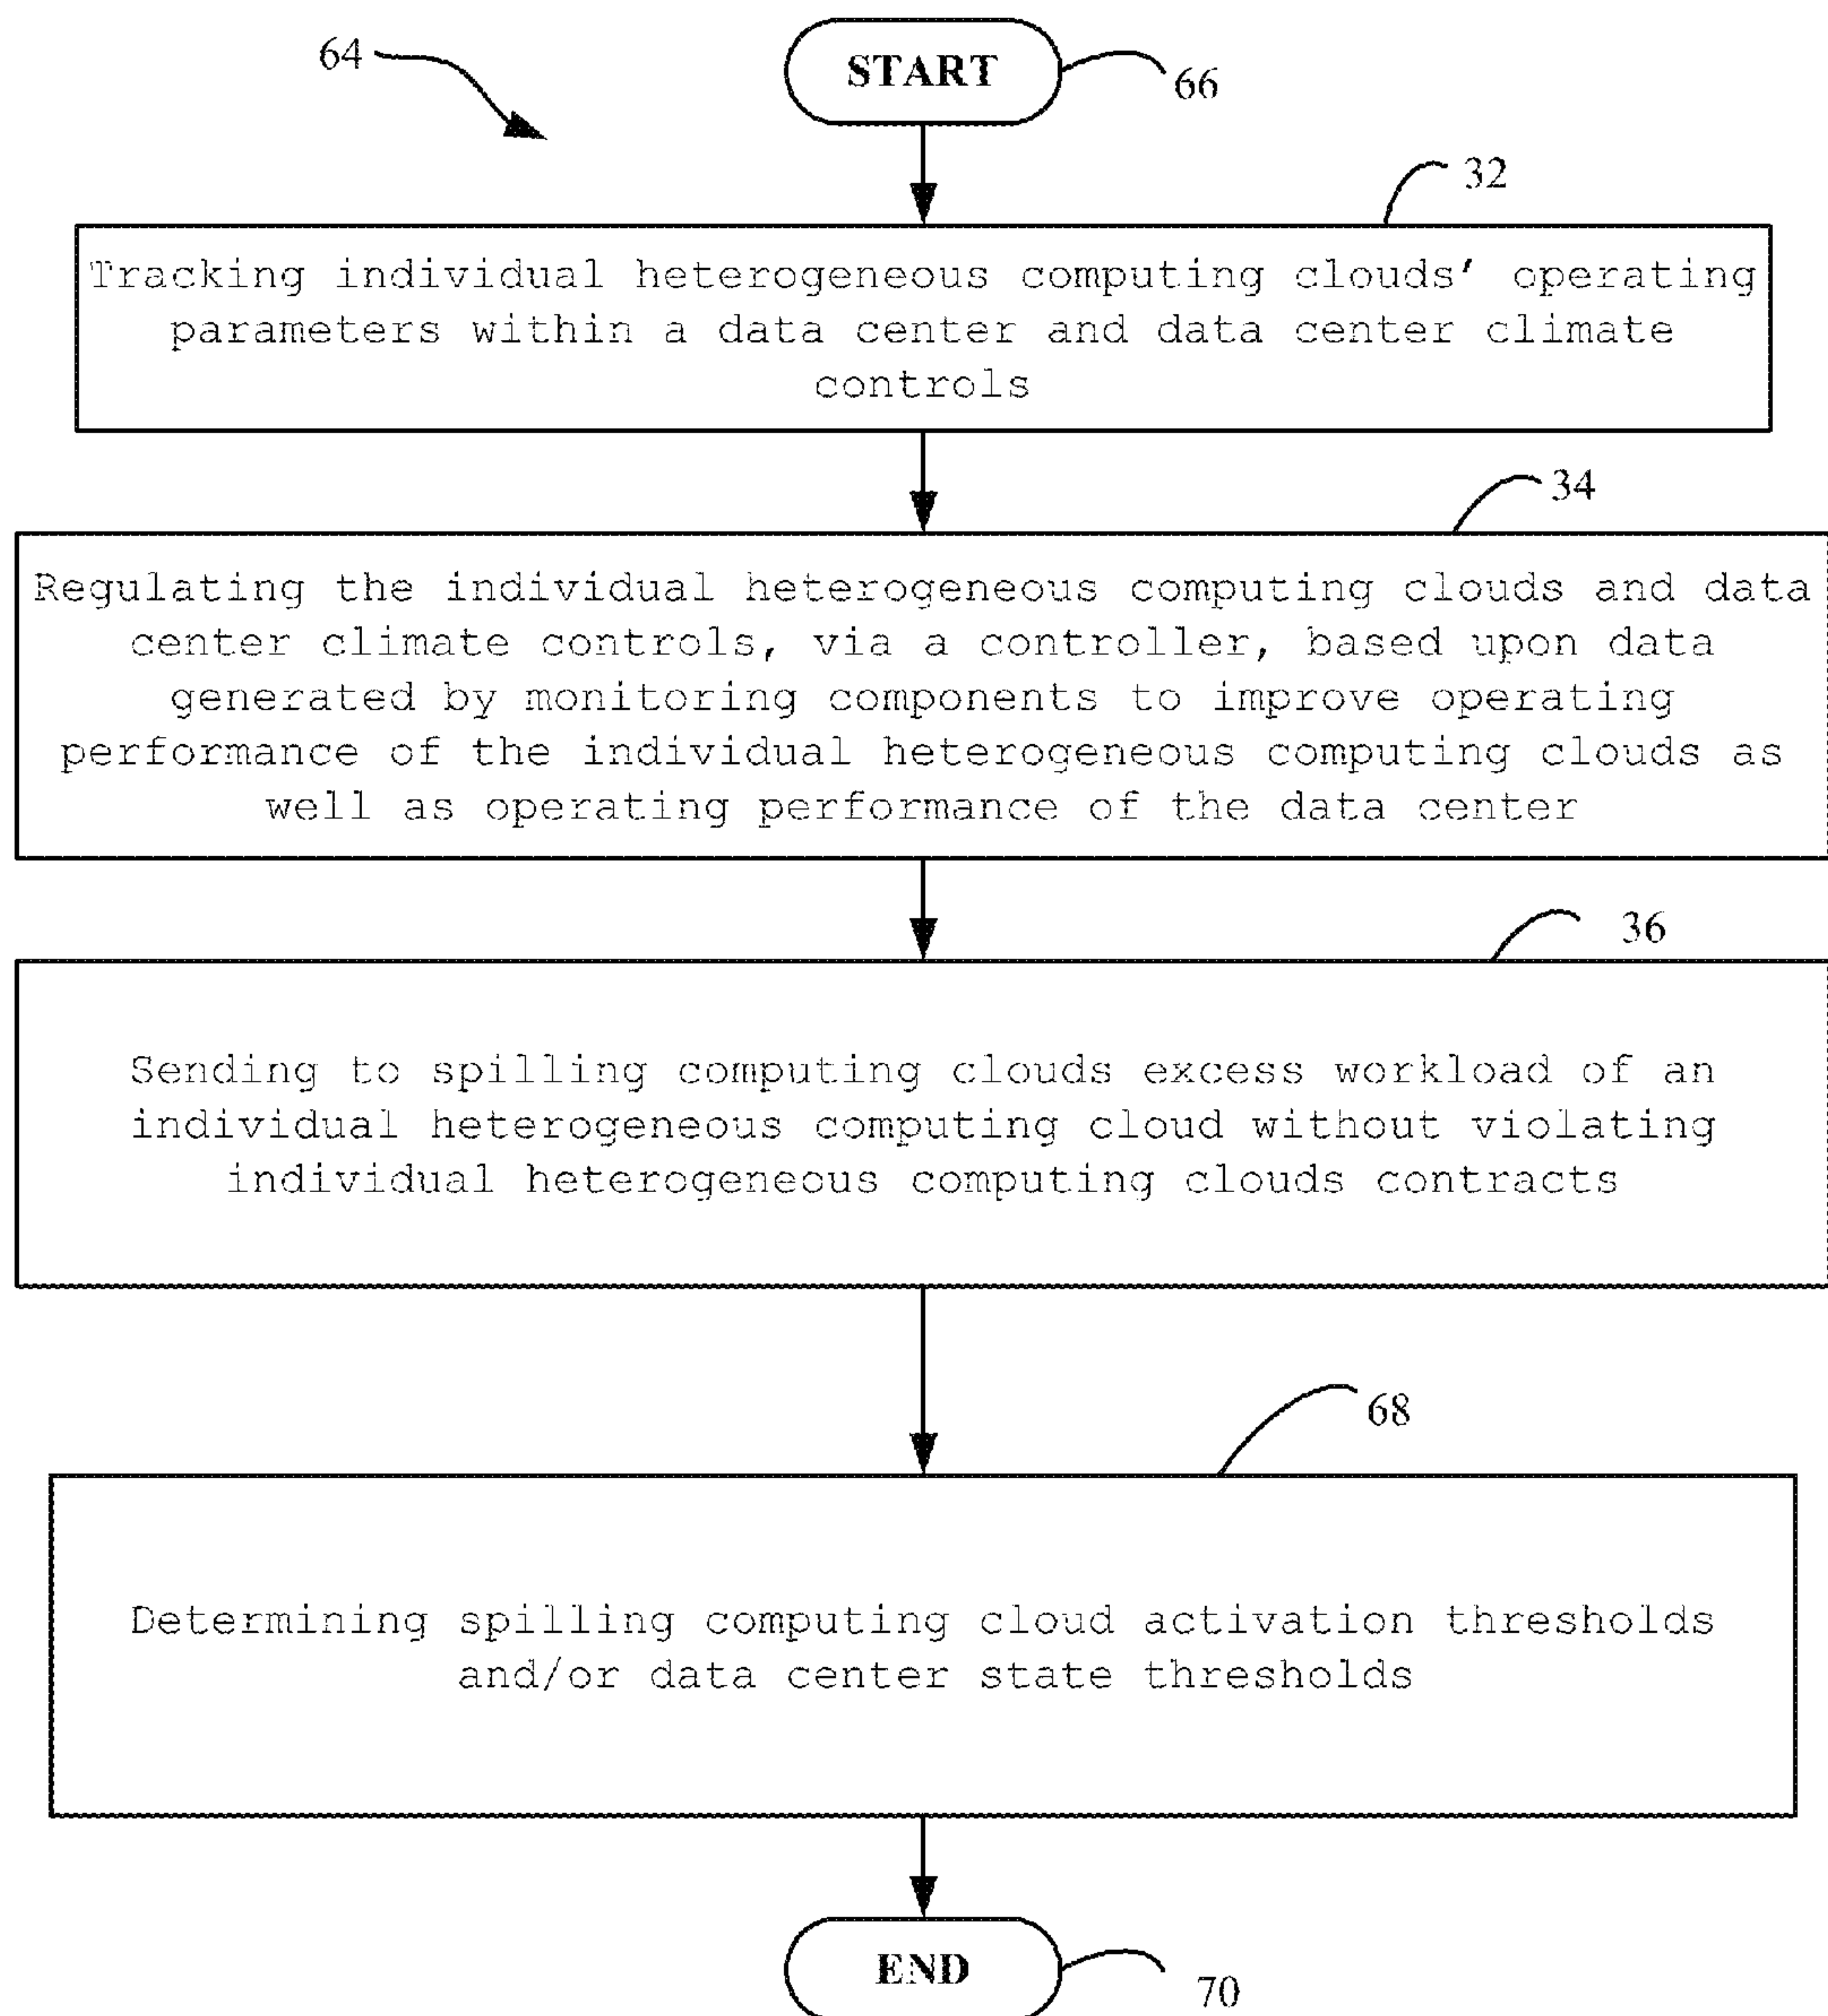 64
START
66
32
Tracking individual heterogeneous computing clouds' operating
parameters within a data center and data center climate
controls
34
Regulating the individual heterogeneous computing clouds and data
center climate controls, via a controller, based upon data
generated by monitoring components to improve operating
performance of the individual heterogeneous computing clouds as
well as operating performance of the data center
36
Sending to spilling computing clouds excess workload of an
individual heterogeneous computing cloud without violating
individual heterogeneous computing clouds contracts
68
Determining spilling computing cloud activation thresholds
and/or data center state thresholds
END
70